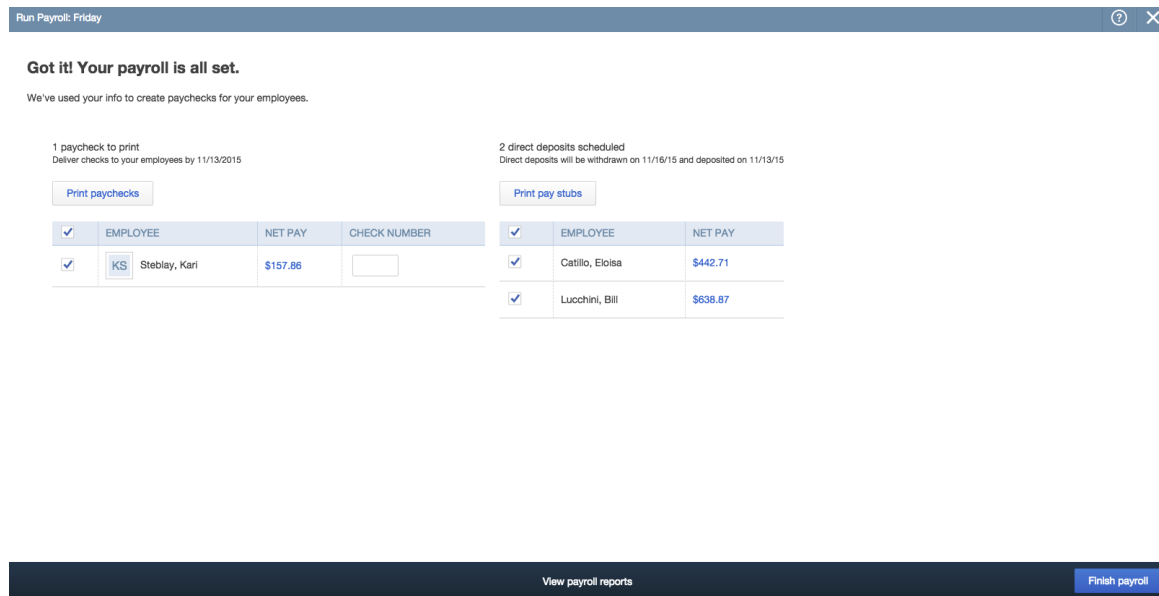 Run Payroll: Friday
?
Got it! Your payroll is all set.
We've used your info to create paychecks for your employees.
1 paycheck to print
Deliver checks to your employees by 11/13/2015
Print paychecks
EMPLOYEE NET PAY CHECK NUMBER
KS Steblay, Kari $157.86
2 direct deposits scheduled
Direct deposits will be withdrawn on 11/16/15 and deposited on 11/13/15
Print pay stubs
EMPLOYEE NET PAY
Catillo, Eloisa $442.71
Lucchini, Bill $638.87
View payroll reports
Finish payroll